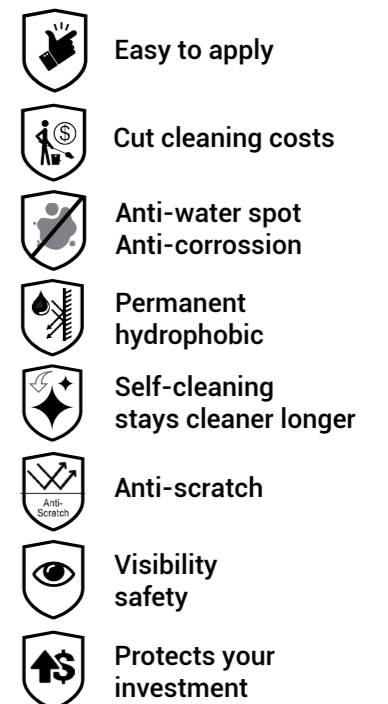 Easy to apply
$
Cut cleaning costs
Anti-water spot
Anti-corrossion
Permanent
hydrophobic
Self-cleaning
stays cleaner longer
Anti-
Scratch
Anti-scratch
Visibility
safety
$
Protects your
investment